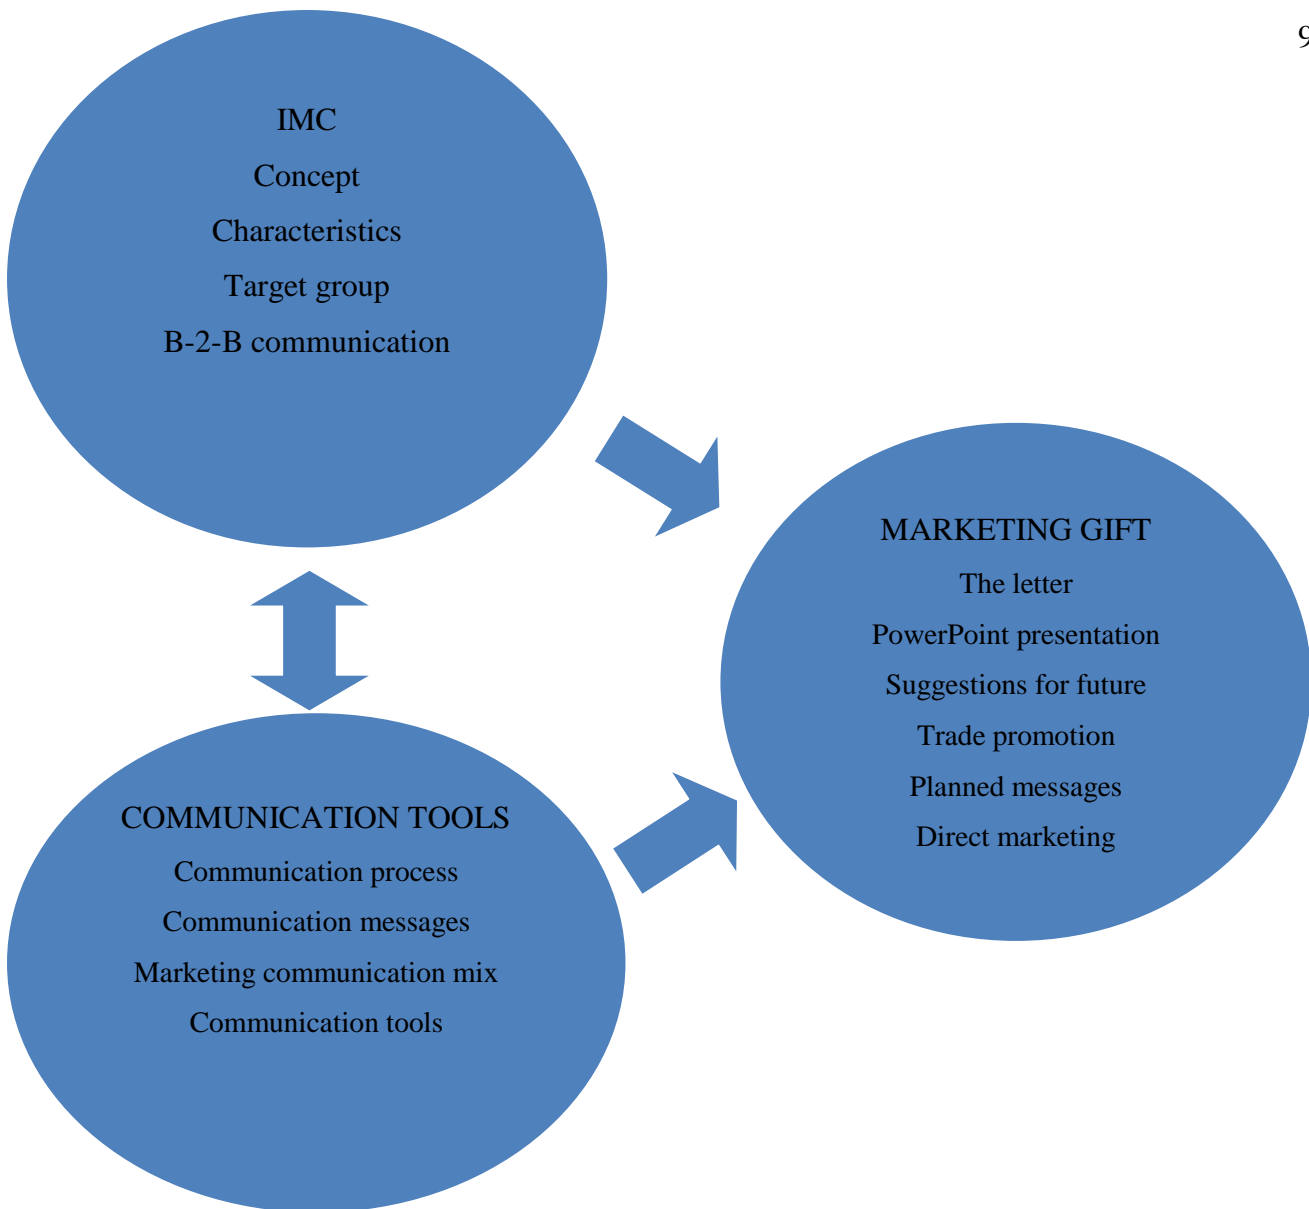 9
IMC
Concept
Characteristics
Target group
B-2-B communication
MARKETING GIFT
The letter
PowerPoint presentation
Suggestions for future
Trade promotion
Planned messages
Direct marketing
COMMUNICATION TOOLS
Communication process
Communication messages
Marketing communication mix
Communication tools